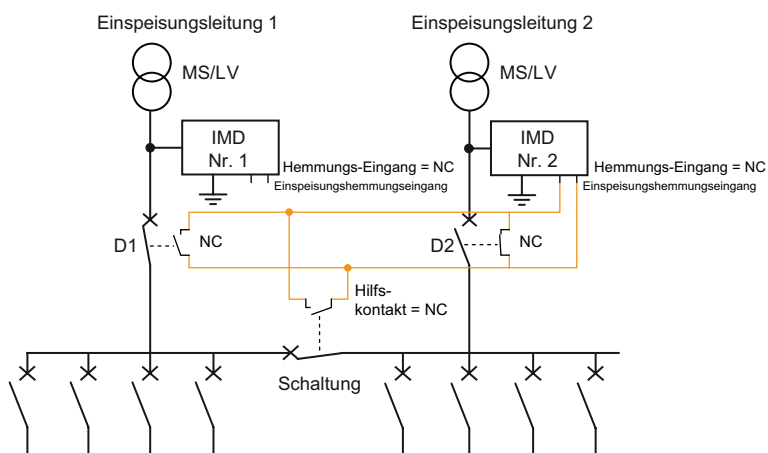 Einspeisungsleitung 1
Einspeisungsleitung 2
MS/LV
MS/LV
IMD
Nr. 1
IMD
Nr. 2
Hemmungs-Eingang = NC
Einspeisungshemmungseingang
Hemmungs-Eingang = NC
Einspeisungshemmungseingang
D1
NC
D2
NC
Hilfs-
kontakt = NC
Schaltung